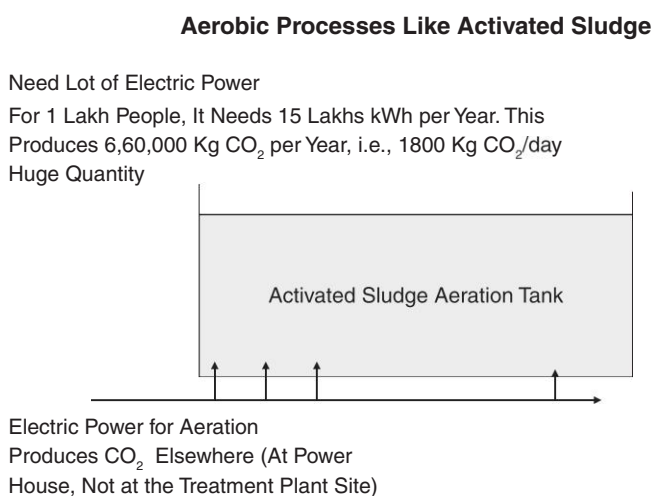 Aerobic Processes Like Activated Sludge
Need Lot of Electric Power
For 1 Lakh People, It Needs 15 Lakhs kWh per Year. This
Produces 6,60,000 Kg CO₂ per Year, i.e., 1800 Kg CO₂/day
Huge Quantity
Activated Sludge Aeration Tank
Electric Power for Aeration
Produces CO₂ Elsewhere (At Power
House, Not at the Treatment Plant Site)